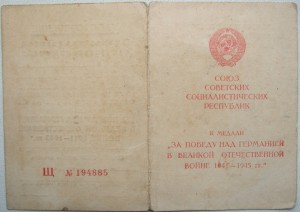 Щ № 194885
СОЮЗ
СОВЕТСКИХ
СОЦИАЛИСТИЧЕСКИХ
РЕСПУБЛИК
К МЕДАЛИ
„ЗА ПОБЕДУ НАД ГЕРМАНИЕЙ
В ВЕЛИКОЙ ОТЕЧЕСТВЕННОЙ
ВОЙНЕ 1941–1945 гг."